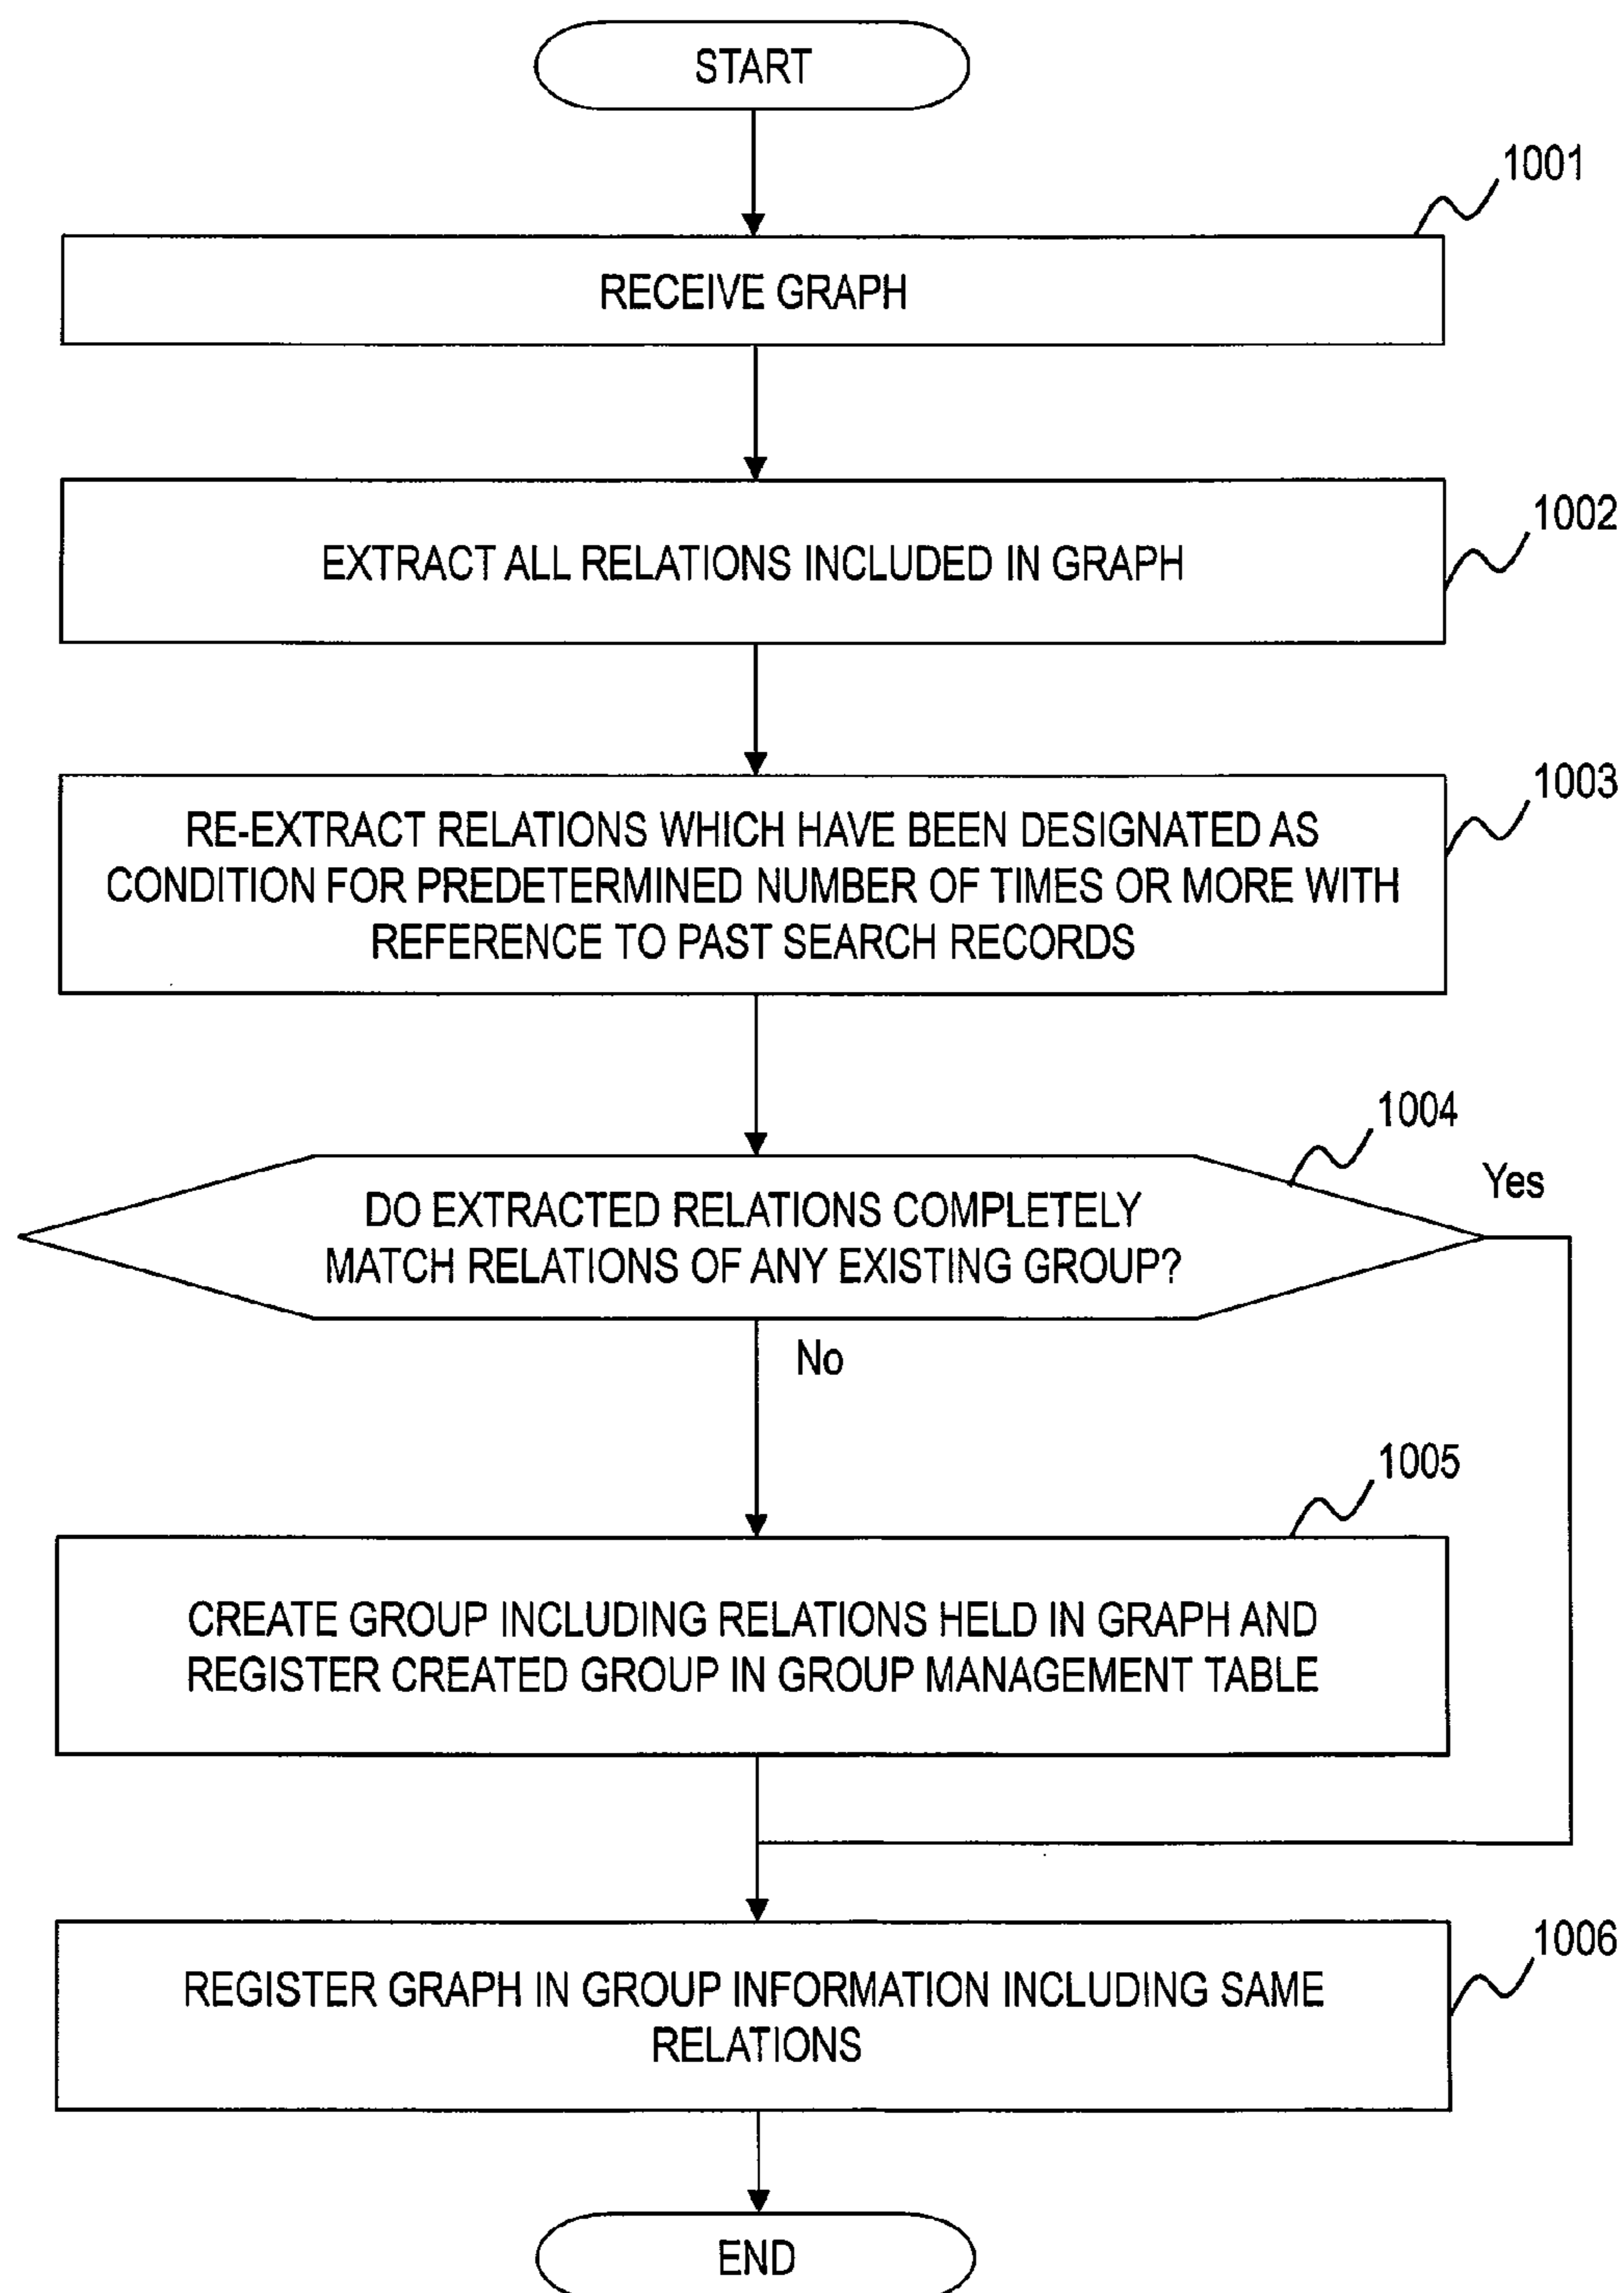 START
1001
RECEIVE GRAPH
1002
EXTRACT ALL RELATIONS INCLUDED IN GRAPH
1003
RE-EXTRACT RELATIONS WHICH HAVE BEEN DESIGNATED AS
CONDITION FOR PREDETERMINED NUMBER OF TIMES OR MORE WITH
REFERENCE TO PAST SEARCH RECORDS
1004
Yes
DO EXTRACTED RELATIONS COMPLETELY
MATCH RELATIONS OF ANY EXISTING GROUP?
No
1005
CREATE GROUP INCLUDING RELATIONS HELD IN GRAPH AND
REGISTER CREATED GROUP IN GROUP MANAGEMENT TABLE
1006
REGISTER GRAPH IN GROUP INFORMATION INCLUDING SAME
RELATIONS
END